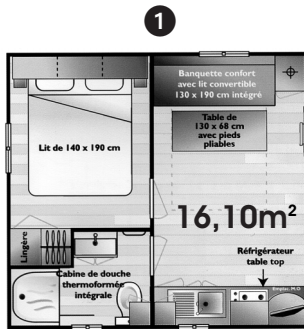 1
Banquette confort
avec lit convertible
130 x 190 cm intégré
Table de
130 x 68 cm
avec pieds
pliables
Lit de 140 x 190 cm
16,10m²
Lingère
Réfrigérateur
table top
Cabine de douche
thermoformée
intégrale
Emplac. M.O